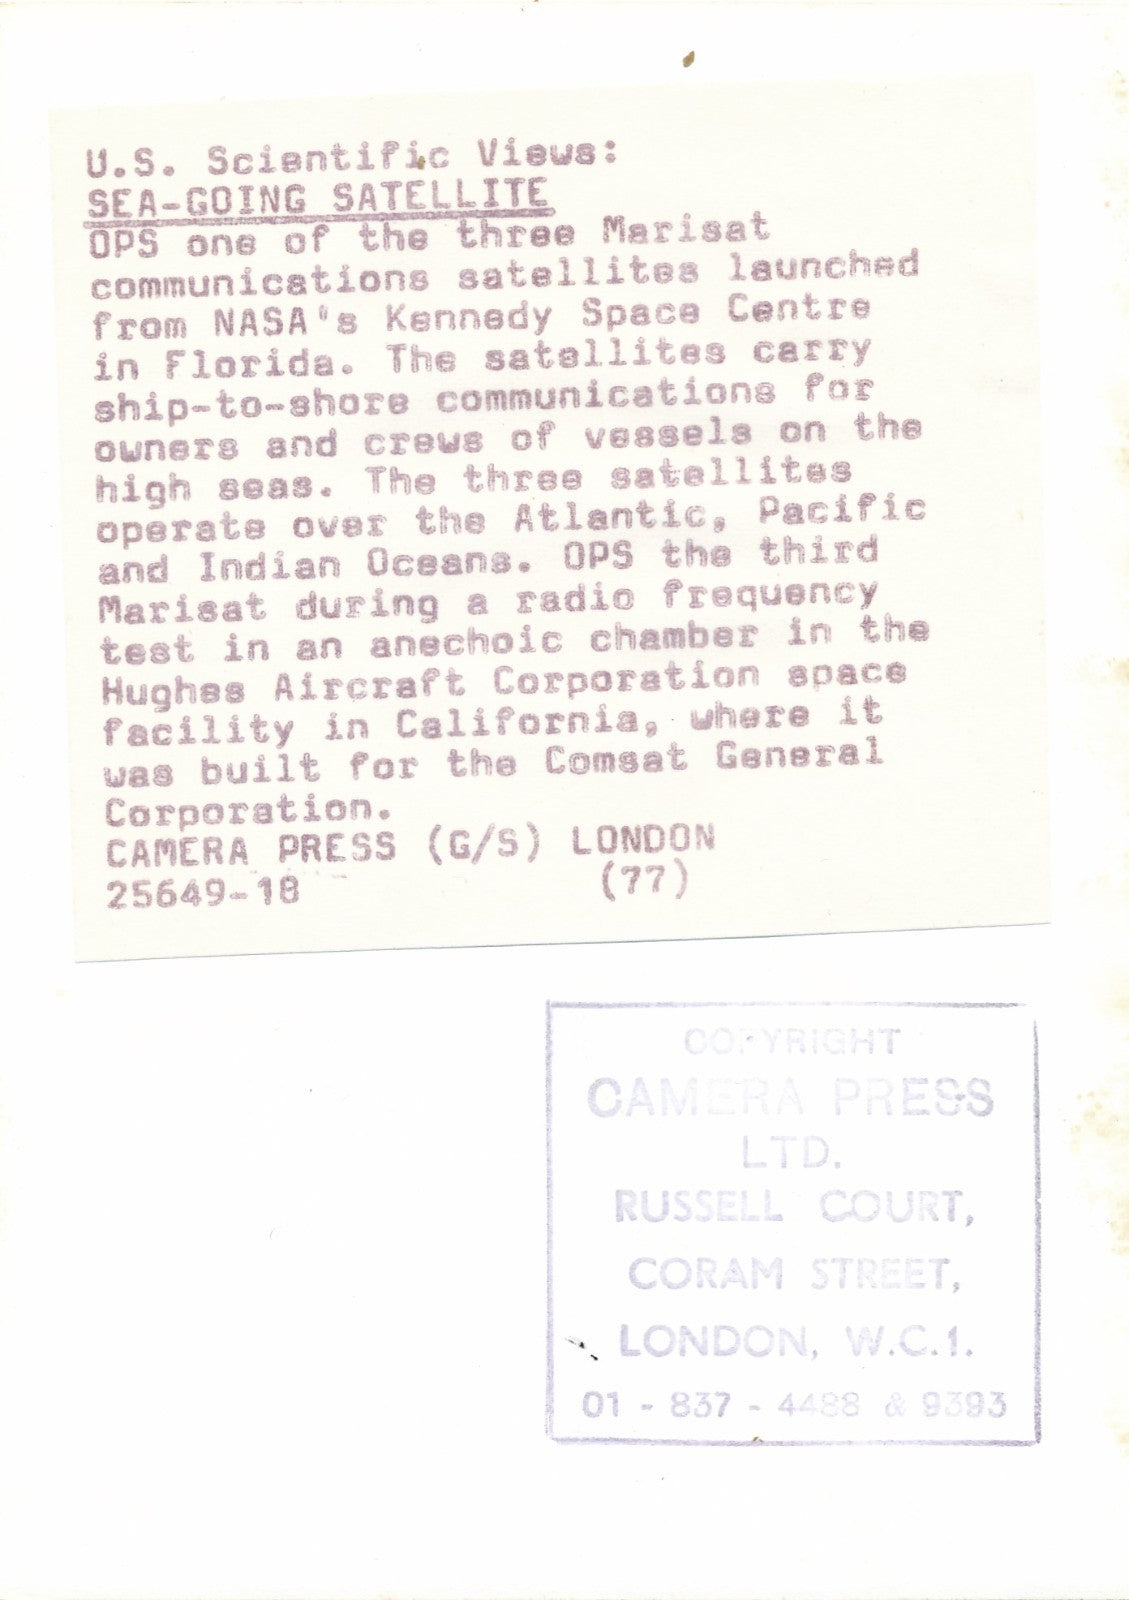 U.S. Scientific Views:
SEA-GOING SATELLITE
OPS one of the three Marisat
communications satellites launched
from NASA's Kennedy Space Centre
in Florida. The satellites carry
ship-to-shore communications for
owners and crews of vessels on the
high seas. The three satellites
operate over the Atlantic, Pacific
and Indian Oceans. OPS the third
Marisat during a radio frequency
test in an anechoic chamber in the
Hughes Aircraft Corporation space
facility in California, where it
was built for the Comsat General
Corporation.
CAMERA PRESS (G/S) LONDON
25649-18 (77)
COPYRIGHT
CAMERA PRESS
LTD.
RUSSELL COURT,
CORAM STREET,
LONDON, W.C.1.
01 - 837 - 4488 & 9393